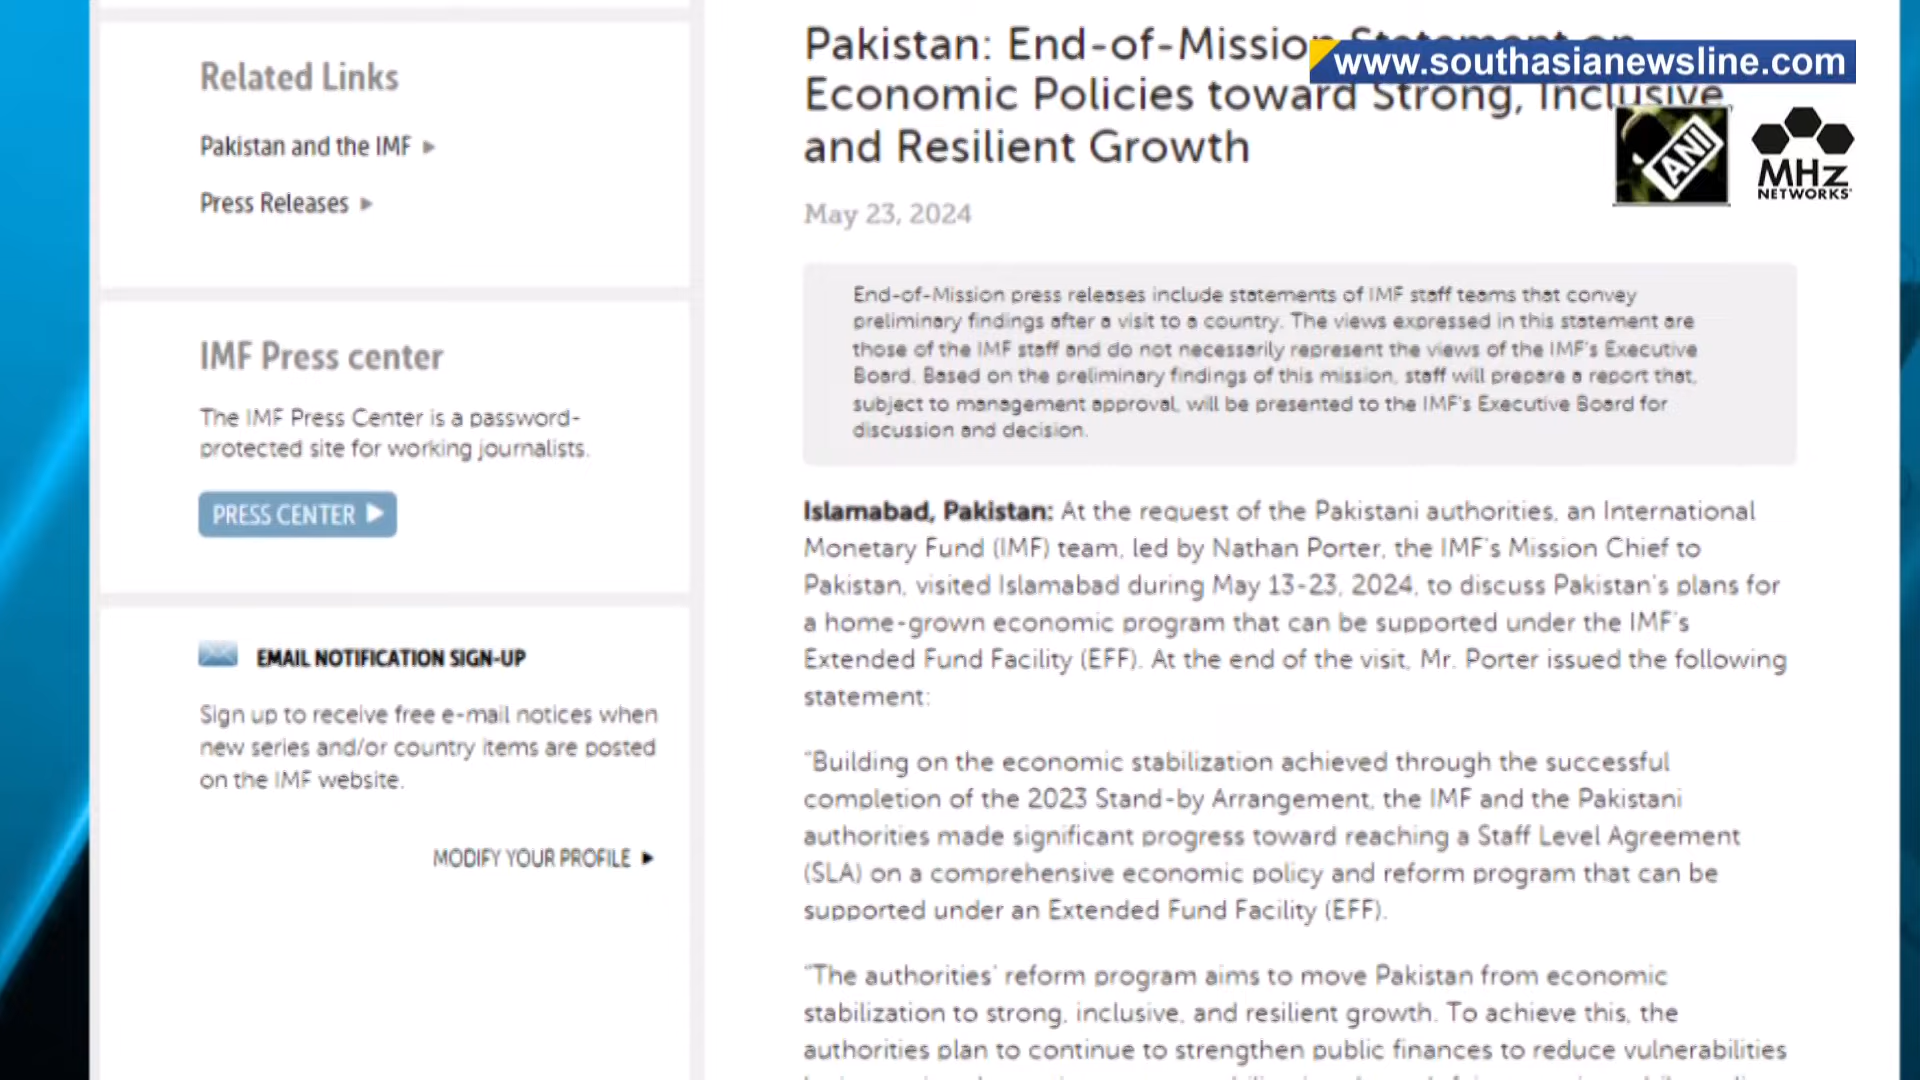 Related Links
Pakistan and the IMF
Press Releases
IMF Press center
The IMF Press Center is a password-
protected site for working journalists.
PRESS CENTER
EMAIL NOTIFICATION SIGN-UP
Sign up to receive free e-mail notices when
new series and/or country items are posted
on the IMF website.
MODIFY YOUR PROFILE
www.southasianewsline.com
ANI
MHz
NETWORKS
Pakistan: End-of-Mission Statement on
Economic Policies toward Strong, Inclusive,
and Resilient Growth
May 23, 2024
End-of-Mission press releases include statements of IMF staff teams that convey
preliminary findings after a visit to a country. The views expressed in this statement are
those of the IMF staff and do not necessarily represent the views of the IMF's Executive
Board. Based on the preliminary findings of this mission, staff will prepare a report that,
subject to management approval, will be presented to the IMF's Executive Board for
discussion and decision.
Islamabad, Pakistan: At the request of the Pakistani authorities, an International
Monetary Fund (IMF) team, led by Nathan Porter, the IMF's Mission Chief to
Pakistan, visited Islamabad during May 13-23, 2024, to discuss Pakistan's plans for
a home-grown economic program that can be supported under the IMF's
Extended Fund Facility (EFF). At the end of the visit, Mr. Porter issued the following
statement:
"Building on the economic stabilization achieved through the successful
completion of the 2023 Stand-by Arrangement, the IMF and the Pakistani
authorities made significant progress toward reaching a Staff Level Agreement
(SLA) on a comprehensive economic policy and reform program that can be
supported under an Extended Fund Facility (EFF).
"The authorities' reform program aims to move Pakistan from economic
stabilization to strong, inclusive, and resilient growth. To achieve this, the
authorities plan to continue to strengthen public finances to reduce vulnerabilities